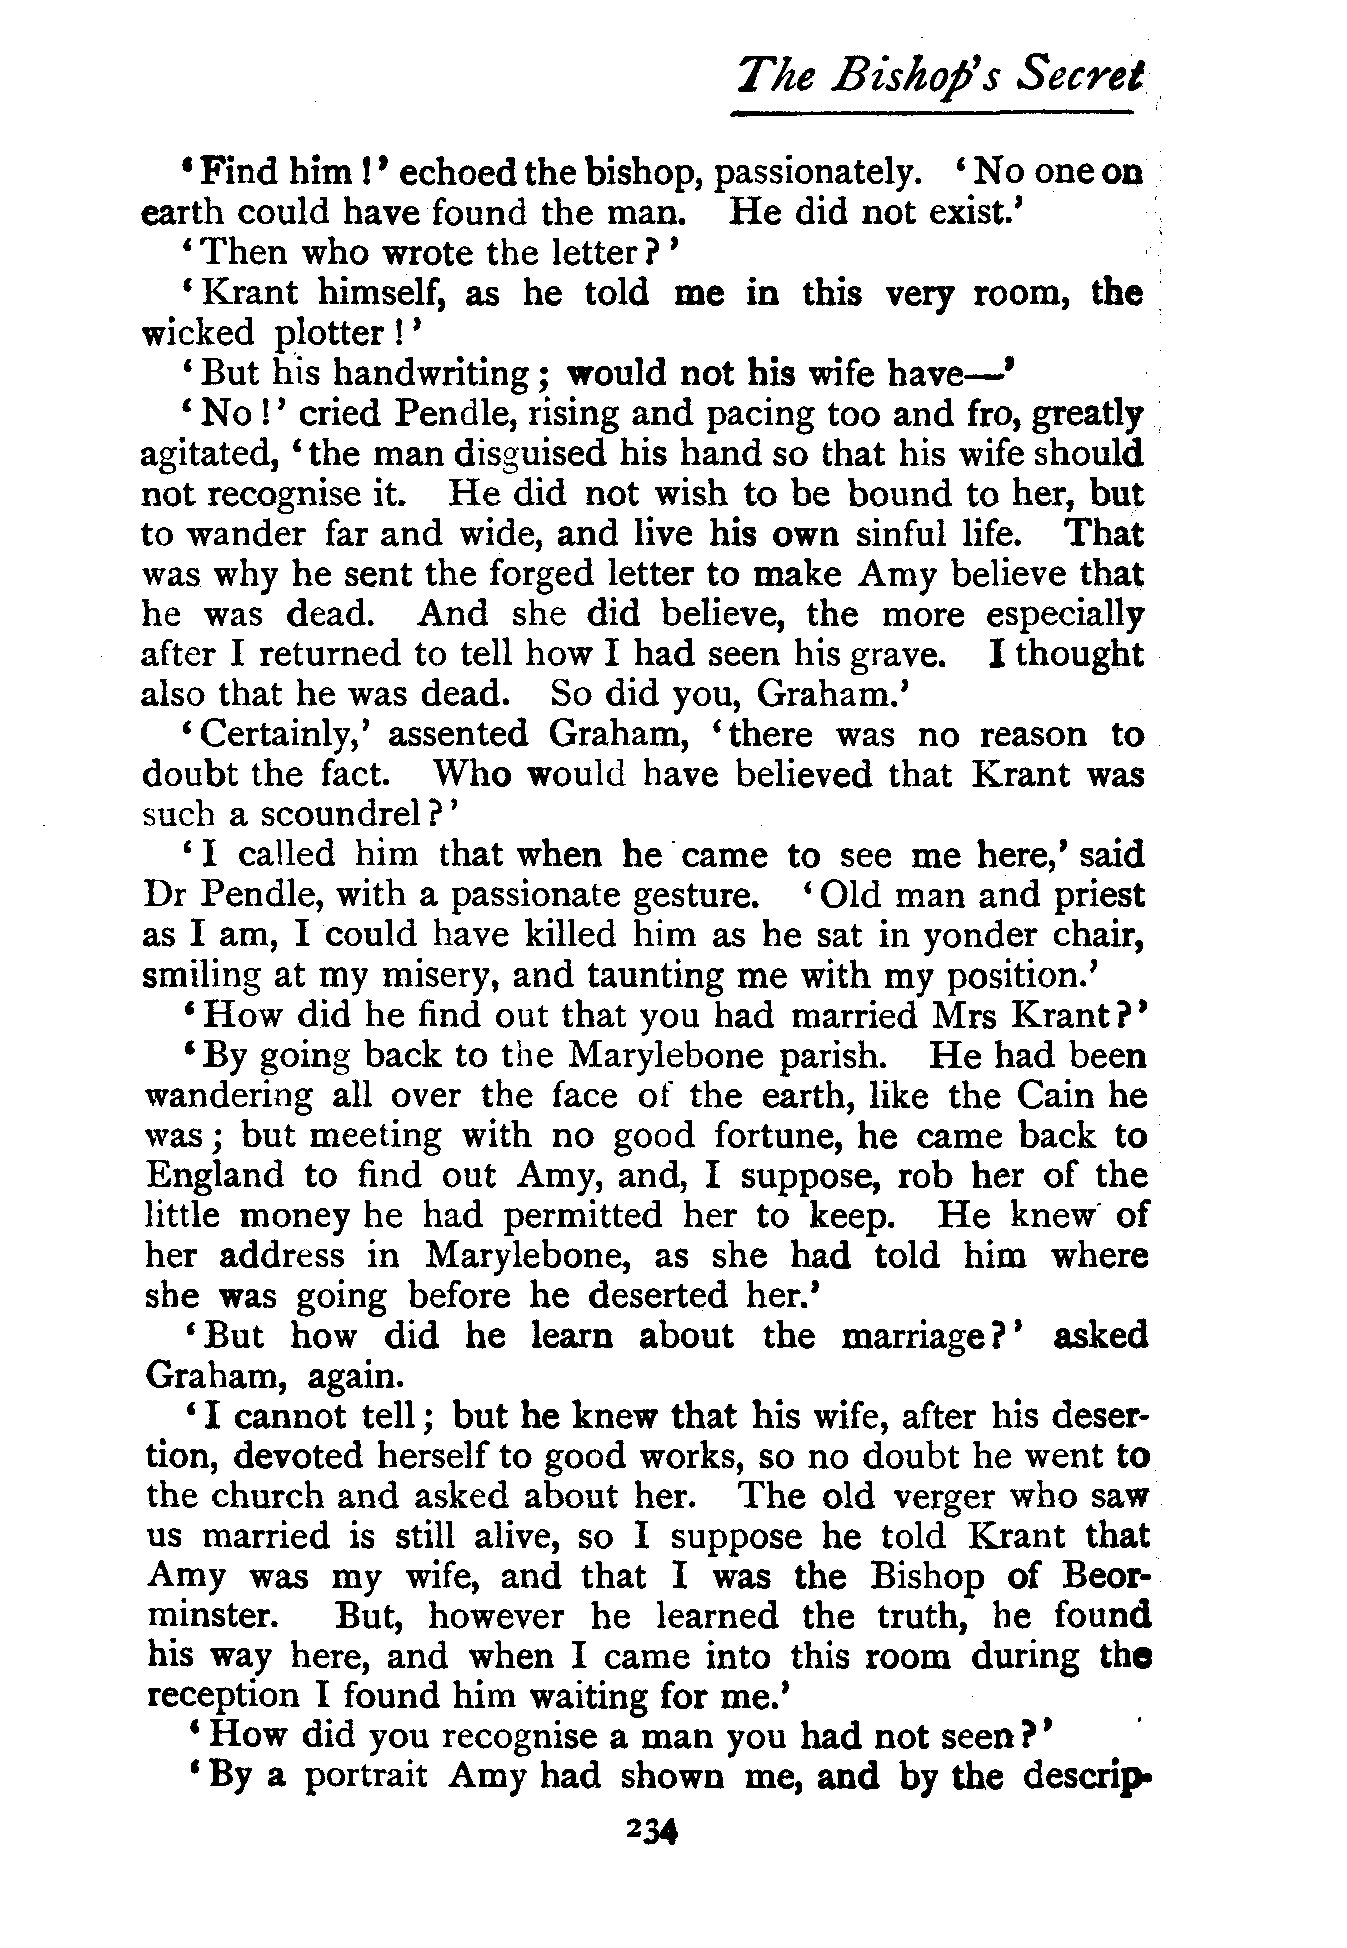 The Bishop's Secret
'Find him!' echoed the bishop, passionately. 'No one on
earth could have found the man. He did not exist.'
'Then who wrote the letter?'
'Krant himself, as he told me in this very room, the
wicked plotter!'
'But his handwriting; would not his wife have—'
'No!' cried Pendle, rising and pacing too and fro, greatly
agitated, 'the man disguised his hand so that his wife should
not recognise it. He did not wish to be bound to her, but
to wander far and wide, and live his own sinful life. That
was why he sent the forged letter to make Amy believe that
he was dead. And she did believe, the more especially
after I returned to tell how I had seen his grave. I thought
also that he was dead. So did you, Graham.'
'Certainly,' assented Graham, 'there was no reason to
doubt the fact. Who would have believed that Krant was
such a scoundrel?'
'I called him that when he came to see me here,' said
Dr Pendle, with a passionate gesture. 'Old man and priest
as I am, I could have killed him as he sat in yonder chair,
smiling at my misery, and taunting me with my position.'
'How did he find out that you had married Mrs Krant?'
'By going back to the Marylebone parish. He had been
wandering all over the face of the earth, like the Cain he
was; but meeting with no good fortune, he came back to
England to find out Amy, and, I suppose, rob her of the
little money he had permitted her to keep. He knew of
her address in Marylebone, as she had told him where
she was going before he deserted her.'
'But how did he learn about the marriage?' asked
Graham, again.
'I cannot tell; but he knew that his wife, after his deser-
tion, devoted herself to good works, so no doubt he went to
the church and asked about her. The old verger who saw
us married is still alive, so I suppose he told Krant that
Amy was my wife, and that I was the Bishop of Beor-
minster. But, however he learned the truth, he found
his way here, and when I came into this room during the
reception I found him waiting for me.'
'How did you recognise a man you had not seen?'
'By a portrait Amy had shown me, and by the descrip-
234